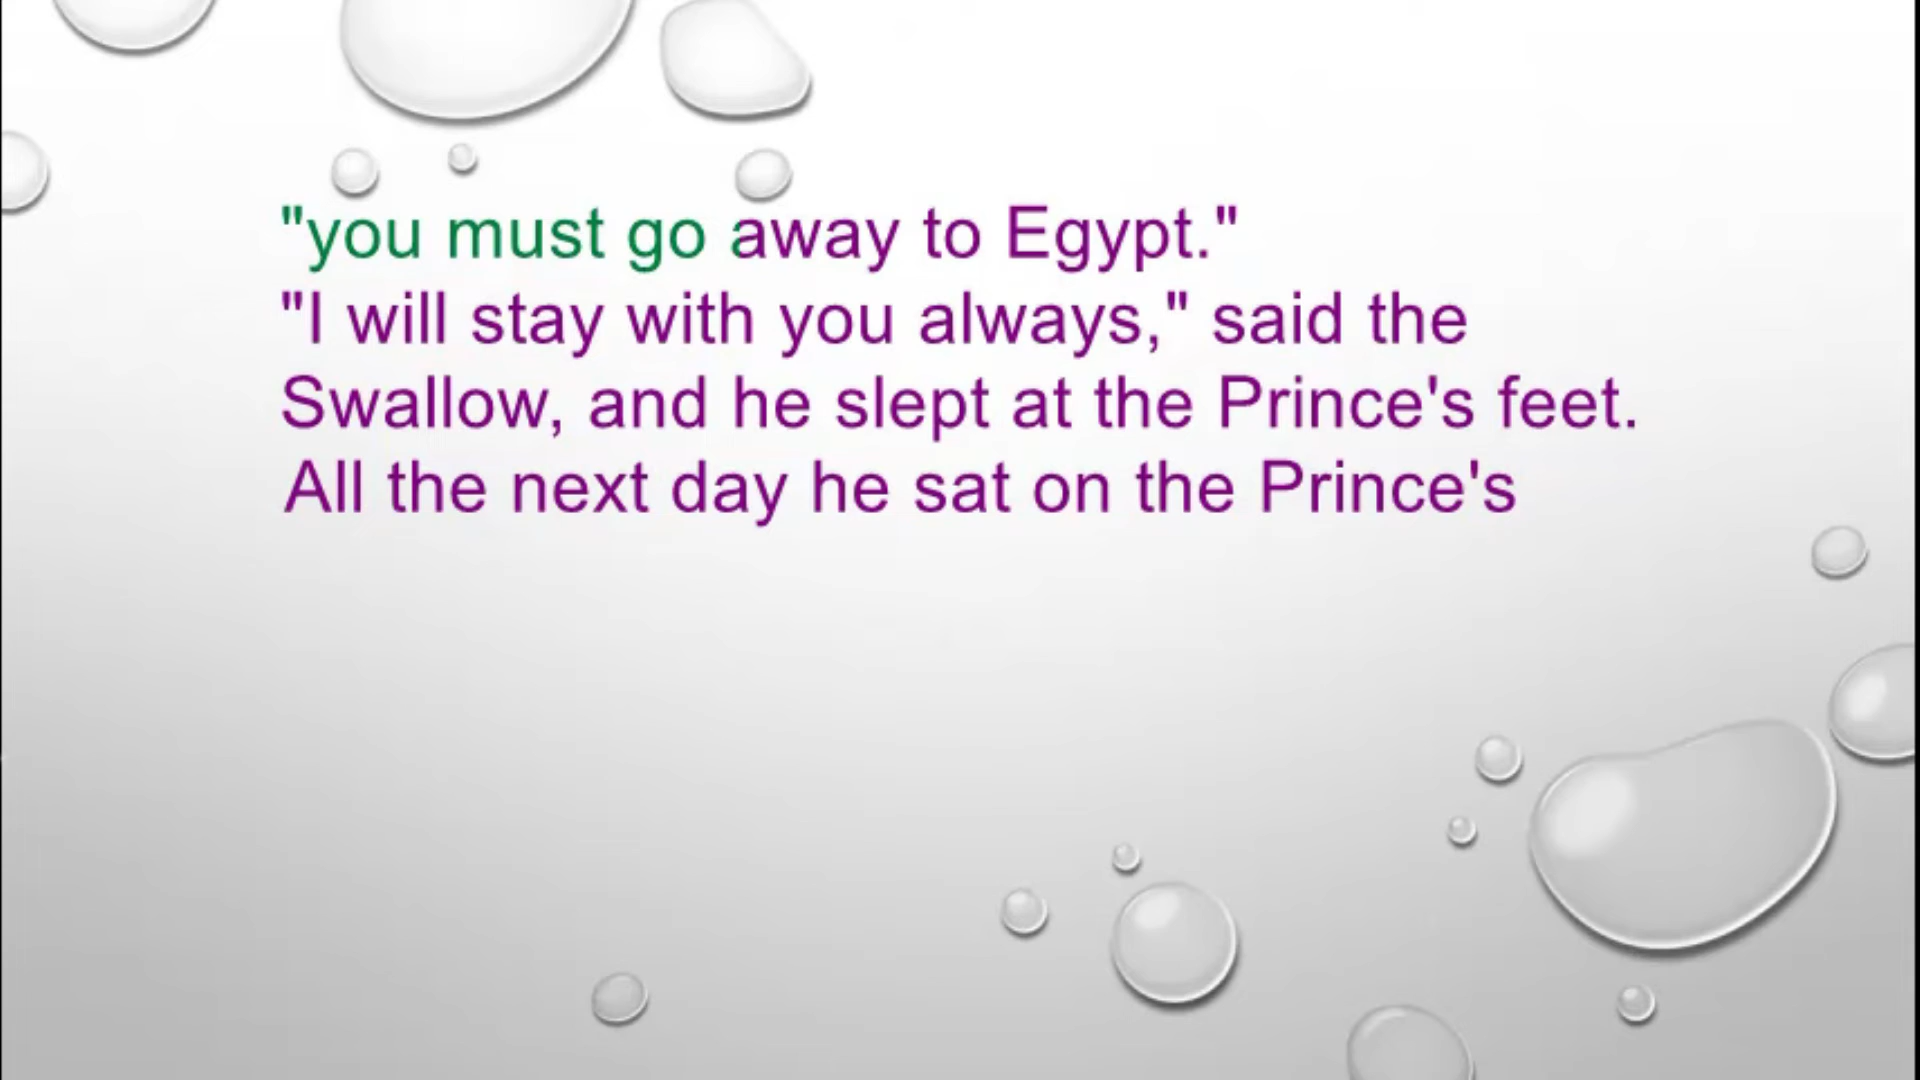 "you must go away to Egypt."
"I will stay with you always," said the
Swallow, and he slept at the Prince's feet.
All the next day he sat on the Prince's